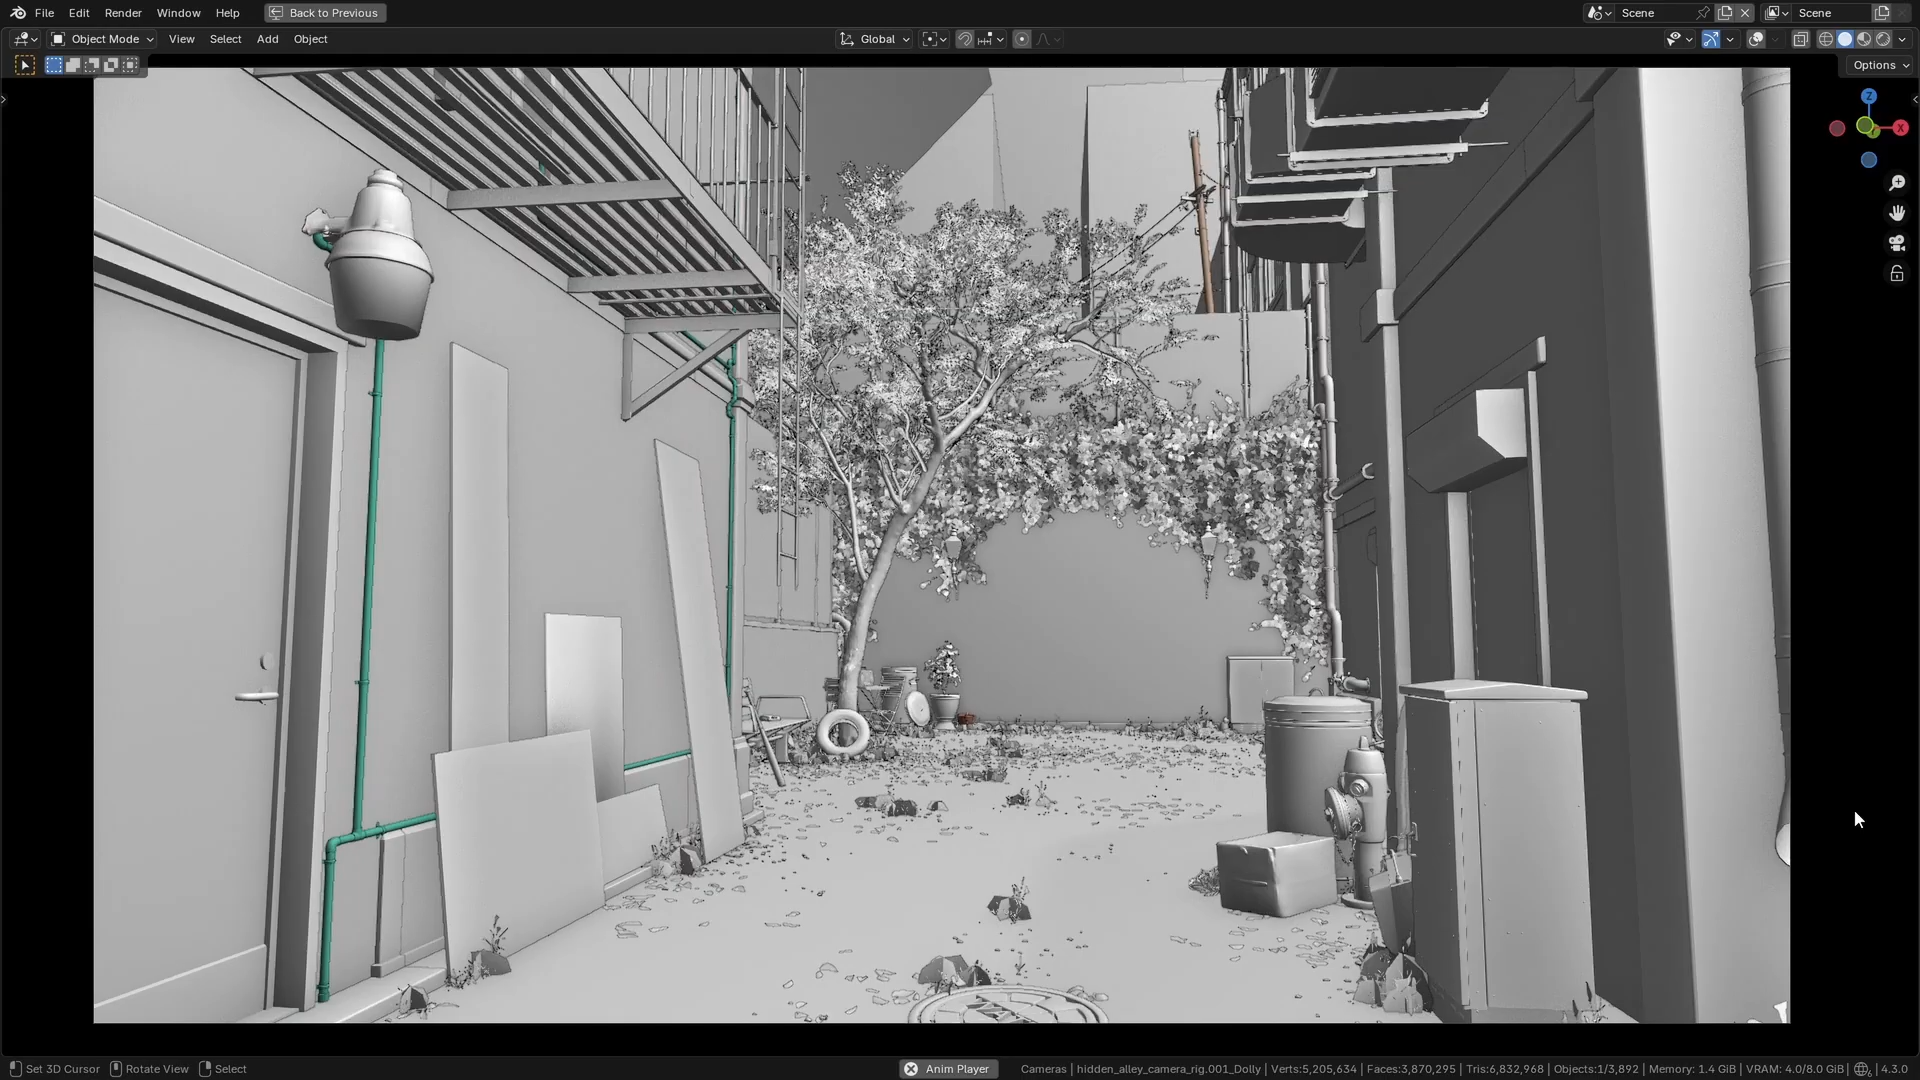 File Edit Render Window Help Back to Previous Scene Scene
Object Mode View Select Add Object Global
Options
Z
X
Set 3D Cursor Rotate View Select Anim Player Cameras | hidden_alley_camera_rig.001_Dolly | Verts:5,205,634 | Faces:3,870,295 | Tris:6,832,968 | Objects:1/3,892 | Memory: 1.4 GiB | VRAM: 4.0/8.0 GiB | 4.3.0